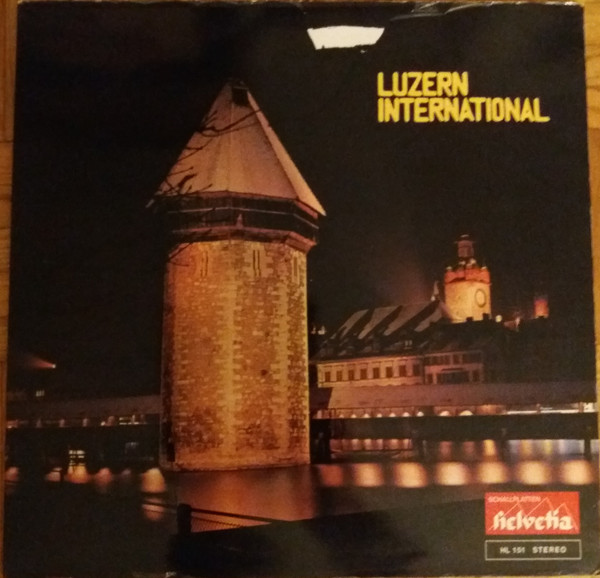 LUZERN
INTERNATIONAL
SCHALLPLATTEN
helvetia
HL 151 STEREO